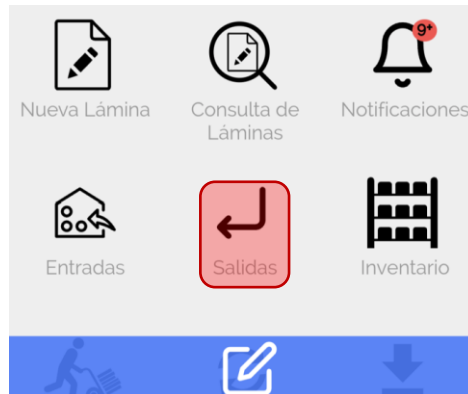 9+
Nueva Lámina
Consulta de
Láminas
Notificaciones
Entradas
Salidas
Inventario